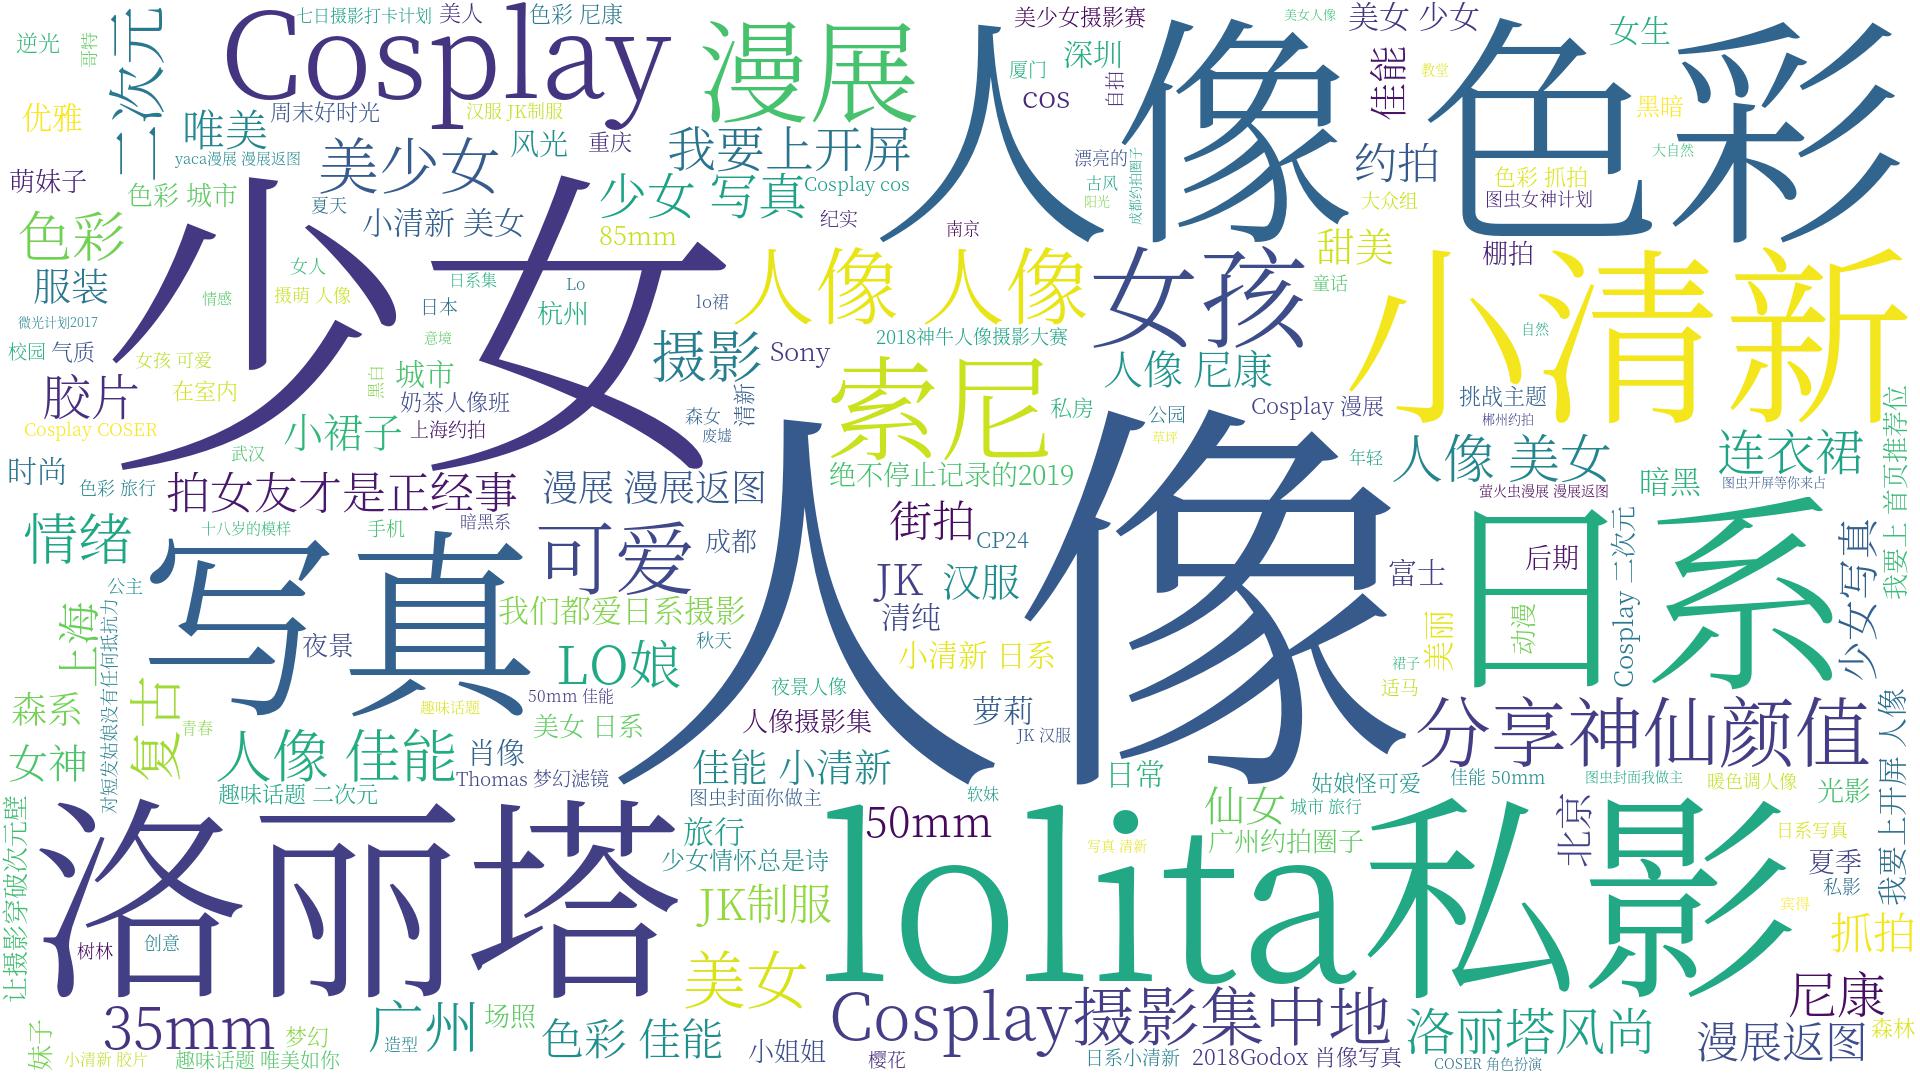 七日摄影打卡计划
美人
色彩 尼康
美少女摄影赛
美女人像
美女 少女
逆光
哥特
二次元
Cosplay
漫展
人像
色彩
女生
深圳
厦门
自拍
cos
佳能
教堂
黑暗
优雅
唯美
周末好时光
汉服 JK制服
yaca漫展 漫展返图
美少女
风光
重庆
我要上开屏
漂亮的
成都约拍圈子
约拍
大自然
萌妹子
色彩 城市
夏天
少女
少女 写真
Cosplay cos
古风
阳光
色彩 抓拍
大众组
图虫女神计划
色彩
小清新 美女
85mm
纪实
南京
甜美
棚拍
服装
女人
情感
摄萌 人像
日系集
Lo
日本
杭州
lo裙
人像 人像
女孩
童话
小清新
微光计划2017
意境
摄影
Sony
2018神牛人像摄影大赛
自然
校园
气质
女孩 可爱
在室内
黑白
城市
索尼
人像 尼康
胶片
奶茶人像班
清新
森女
废墟
私房
公园
草坪
Cosplay 漫展
挑战主题
郴州约拍
我要上 首页推荐位
Cosplay COSER
小裙子
上海约拍
武汉
人像
年轻
人像 美女
连衣裙
时尚
色彩 旅行
拍女友才是正经事
漫展 漫展返图
绝不停止记录的2019
萤火虫漫展 漫展返图
暗黑
图虫开屏等你来占
情绪
十八岁的模样
手机
暗黑系
可爱
成都
街拍
CP24
日系
后期
动漫
Cosplay 二次元
少女写真
公主
写真
JK
汉服
富士
上海
对短发姑娘没有任何抵抗力
夜景
我们都爱日系摄影
清纯
秋天
LO娘
小清新 日系
美丽
裙子
适马
森系
复古
青春
趣味话题
50mm 佳能
夜景人像
美女 日系
人像摄影集
萝莉
JK 汉服
分享神仙颜值
我要上开屏 人像
女神
人像 佳能
肖像
Thomas 梦幻滤镜
佳能 小清新
日常
姑娘怪可爱
佳能 50mm
图虫封面我做主
暖色调人像
光影
趣味话题 二次元
图虫封面你做主
软妹
仙女
城市 旅行
让摄影穿破次元壁
洛丽塔
旅行
50mm
lolita
写真 清新
广州约拍圈子
私影
北京
日系写真
夏季
私影
少女情怀总是诗
JK制服
宾得
抓拍
树林
创意
美女
尼康
35mm
梦幻
妹子
广州
造型
场照
色彩 佳能
小姐姐
Cosplay摄影集中地
洛丽塔风尚
漫展返图
森林
小清新 胶片
趣味话题 唯美如你
樱花
日系小清新
2018Godox 肖像写真
COSER 角色扮演